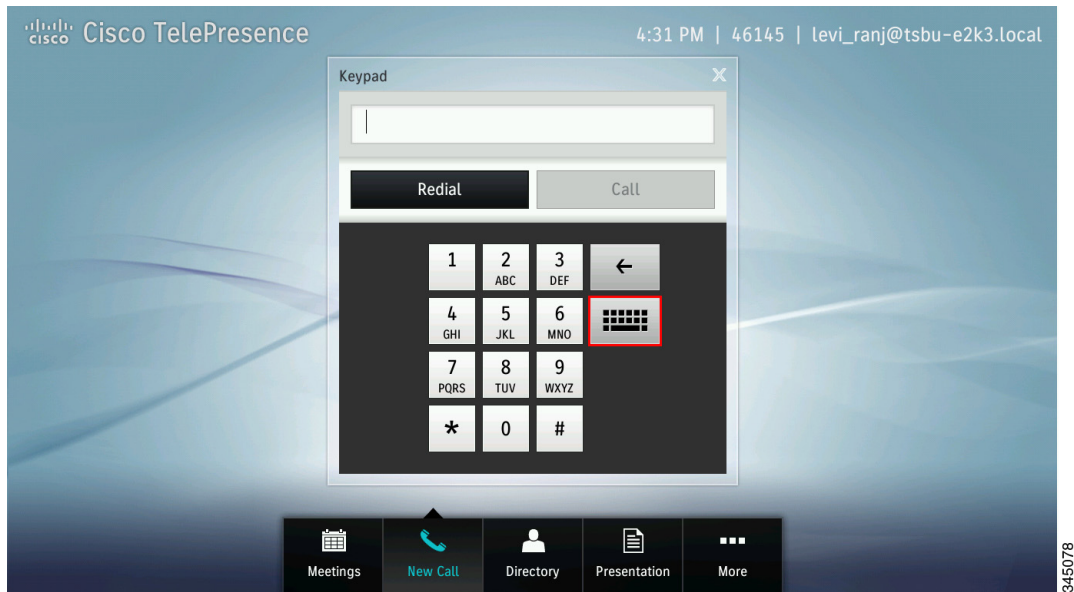 cisco Cisco TelePresence
4:31 PM | 46145 | levi_ranj@tsbu-e2k3.local
Keypad X
Redial Call
1 2 3 ←
ABC DEF
4 5 6
GHI JKL MNO
7 8 9
PQRS TUV WXYZ
* 0 #
Meetings New Call Directory Presentation More
345078